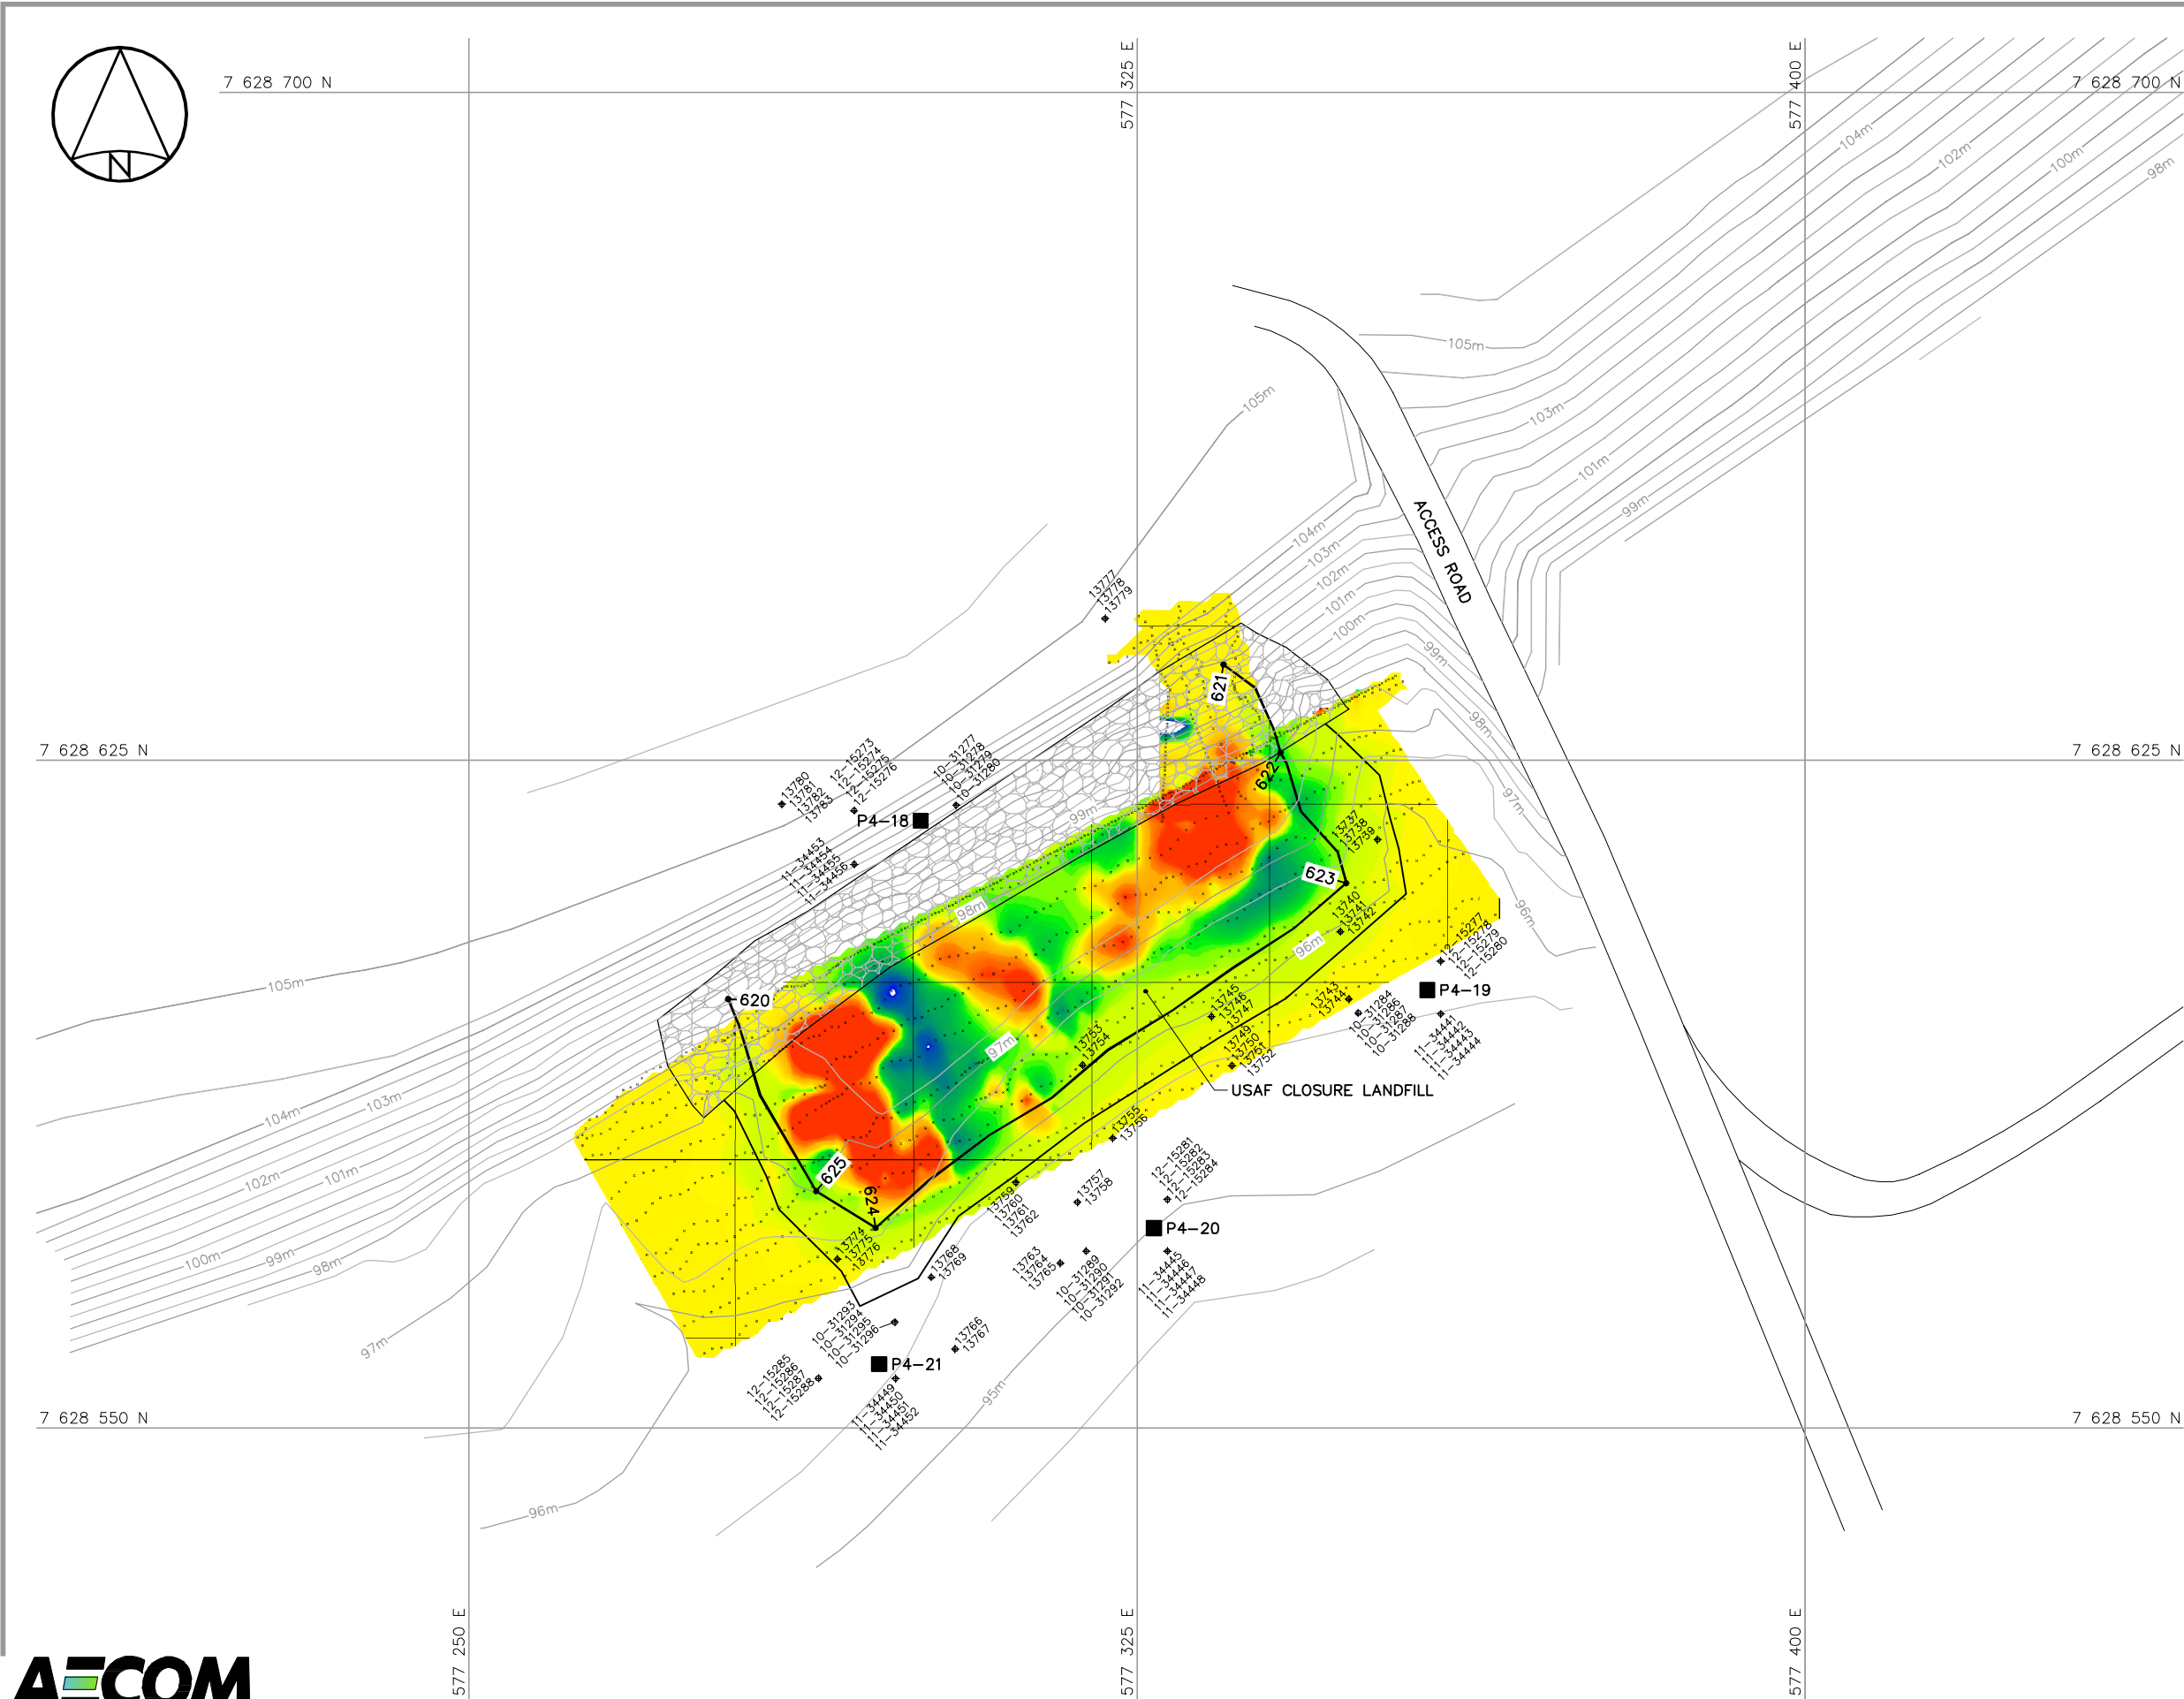 7 628 700 N
577 325 E
577 400 E
7 628 700 N
N
104m
102m
100m
98m
105m
105m
103m
101m
99m
ACCESS ROAD
104m
103m
102m
101m
100m
99m
98m
97m
96m
13777
13778
13779
621
622
7 628 625 N
7 628 625 N
13780
13781
13782
13783
12-15273
12-15274
12-15275
12-15276
10-31277
10-31278
10-31279
10-31280
P4-18
11-34453
11-34454
11-34455
11-34456
99m
98m
13737
13738
13739
623
13740
13741
13742
96m
12-15277
12-15278
12-15279
12-15280
P4-19
105m
620
97m
13743
13744
10-31284
10-31286
10-31287
10-31288
11-34441
11-34442
11-34443
11-34444
13745
13746
13747
13749
13750
13751
13752
13753
13754
USAF CLOSURE LANDFILL
104m
103m
102m
101m
100m
99m
98m
97m
625
624
13755
13756
13757
13758
12-15281
12-15282
12-15283
12-15284
P4-20
13759
13760
13761
13762
13763
13764
13765
10-31289
10-31290
10-31291
10-31292
11-34445
11-34446
11-34447
11-34448
13774
13775
13776
13768
13769
10-31293
10-31294
10-31295
10-31296
13766
13767
P4-21
12-15285
12-15286
12-15287
12-15288
11-34449
11-34450
11-34451
11-34452
95m
96m
7 628 550 N
7 628 550 N
577 250 E
577 325 E
577 400 E
AECOM